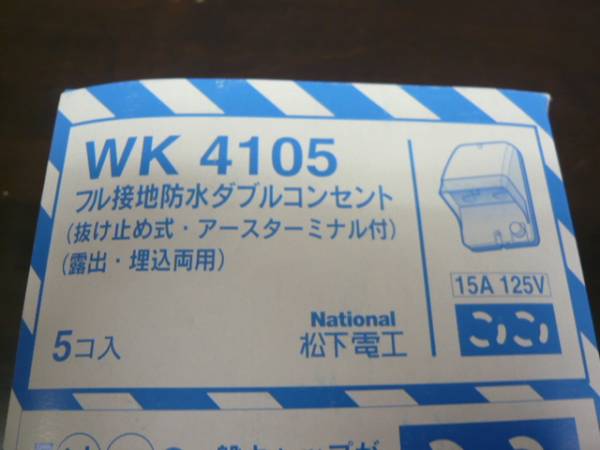 WK 4105
フル接地防水ダブルコンセント
(抜け止め式・アースターミナル付)
(露出・埋込両用)
15A 125V
5コ入
National
松下電工